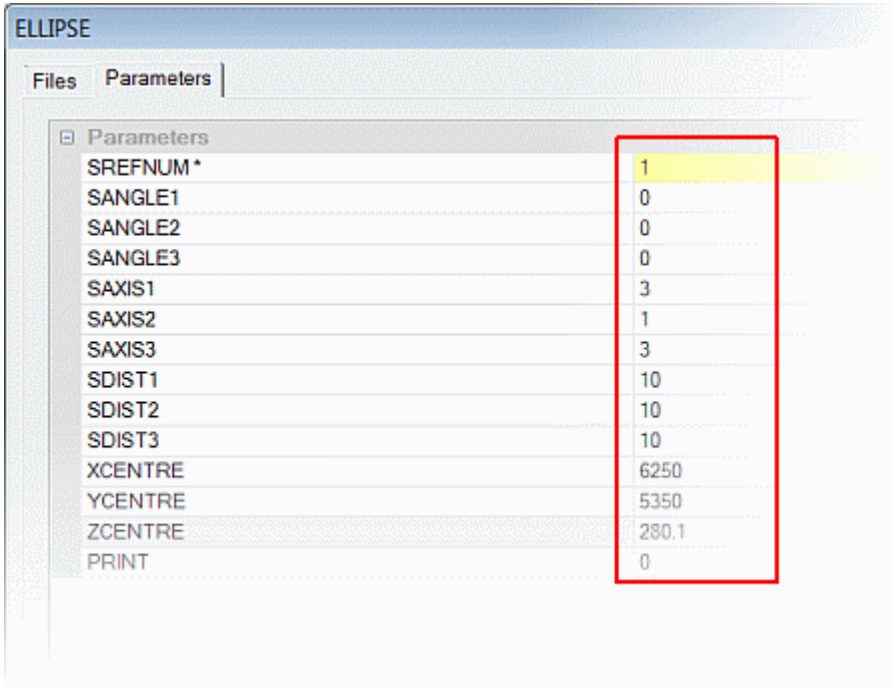 ELLIPSE
Files Parameters
Parameters
SREFNUM * 1
SANGLE1 0
SANGLE2 0
SANGLE3 0
SAXIS1 3
SAXIS2 1
SAXIS3 3
SDIST1 10
SDIST2 10
SDIST3 10
XCENTRE 6250
YCENTRE 5350
ZCENTRE 280.1
PRINT 0